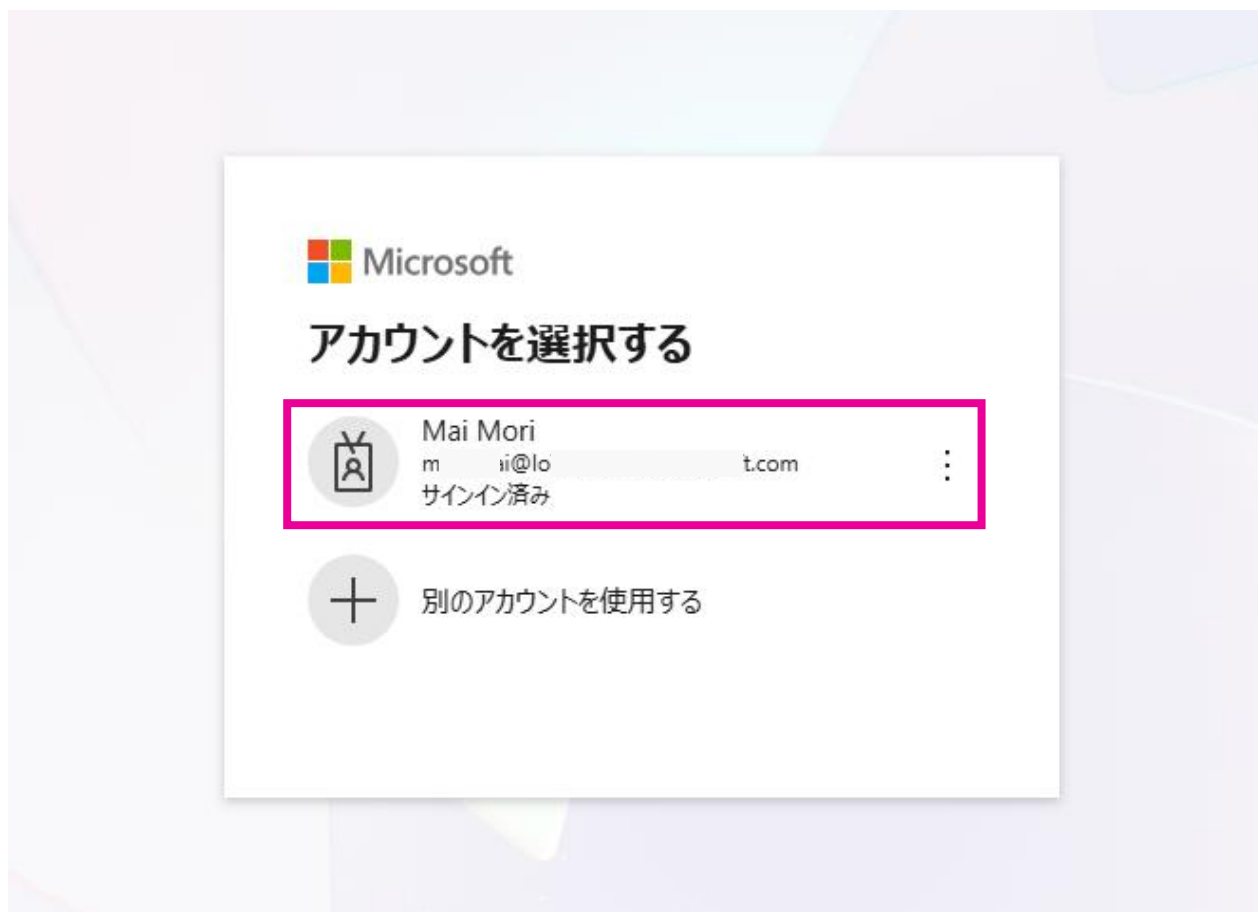 Microsoft
アカウントを選択する
Mai Mori
m ai@lo t.com
サインイン済み
別のアカウントを使用する